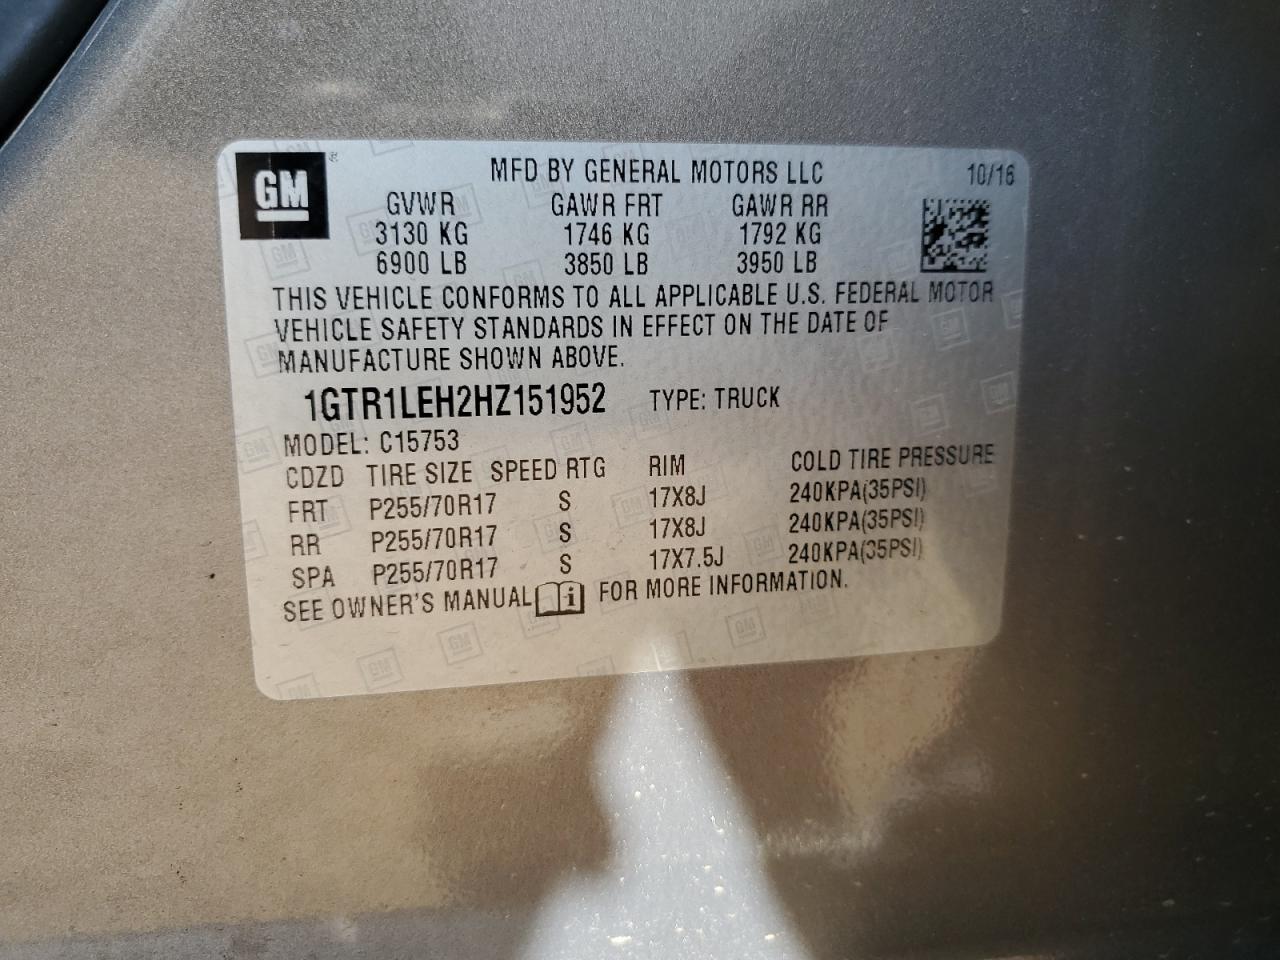 GM ®
MFD BY GENERAL MOTORS LLC 10/16
GVWR GAWR FRT GAWR RR
3130 KG 1746 KG 1792 KG
6900 LB 3850 LB 3950 LB
THIS VEHICLE CONFORMS TO ALL APPLICABLE U.S. FEDERAL MOTOR
VEHICLE SAFETY STANDARDS IN EFFECT ON THE DATE OF
MANUFACTURE SHOWN ABOVE.
1GTR1LEH2HZ151952 TYPE: TRUCK
MODEL: C15753
CDZD TIRE SIZE SPEED RTG RIM COLD TIRE PRESSURE
FRT P255/70R17 S 17X8J 240KPA(35PSI)
RR P255/70R17 S 17X8J 240KPA(35PSI)
SPA P255/70R17 S 17X7.5J 240KPA(35PSI)
SEE OWNER'S MANUAL FOR MORE INFORMATION.